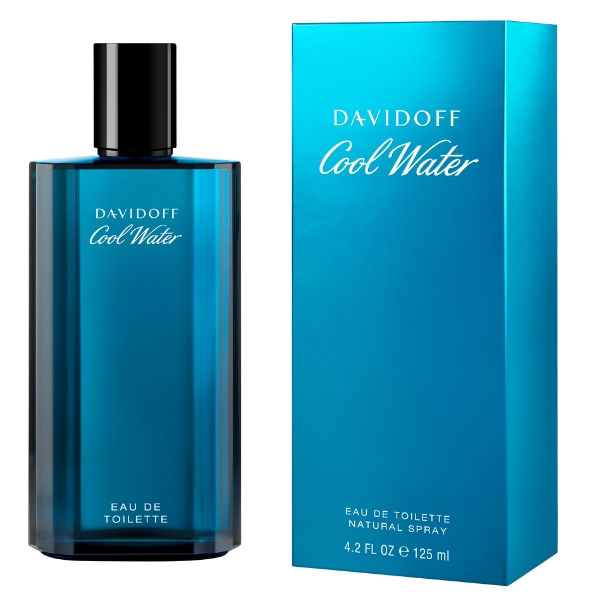 DAVIDOFF
Cool Water
EAU DE
TOILETTE
DAVIDOFF
Cool Water
EAU DE TOILETTE
NATURAL SPRAY
4.2 FL OZ ℮ 125 ml